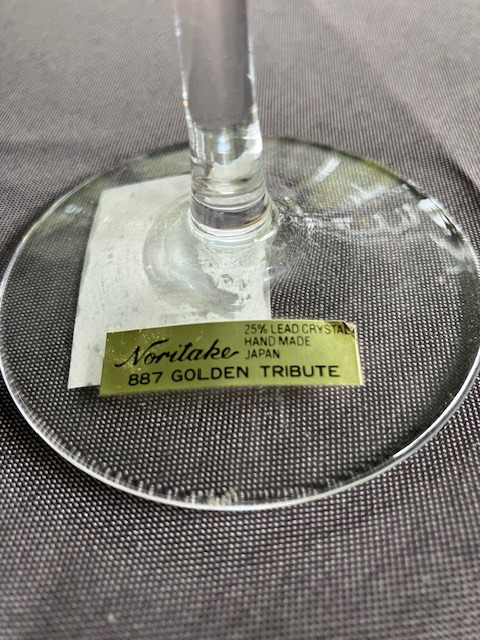 Noritake
25% LEAD CRYSTAL
HAND MADE
JAPAN
887 GOLDEN TRIBUTE